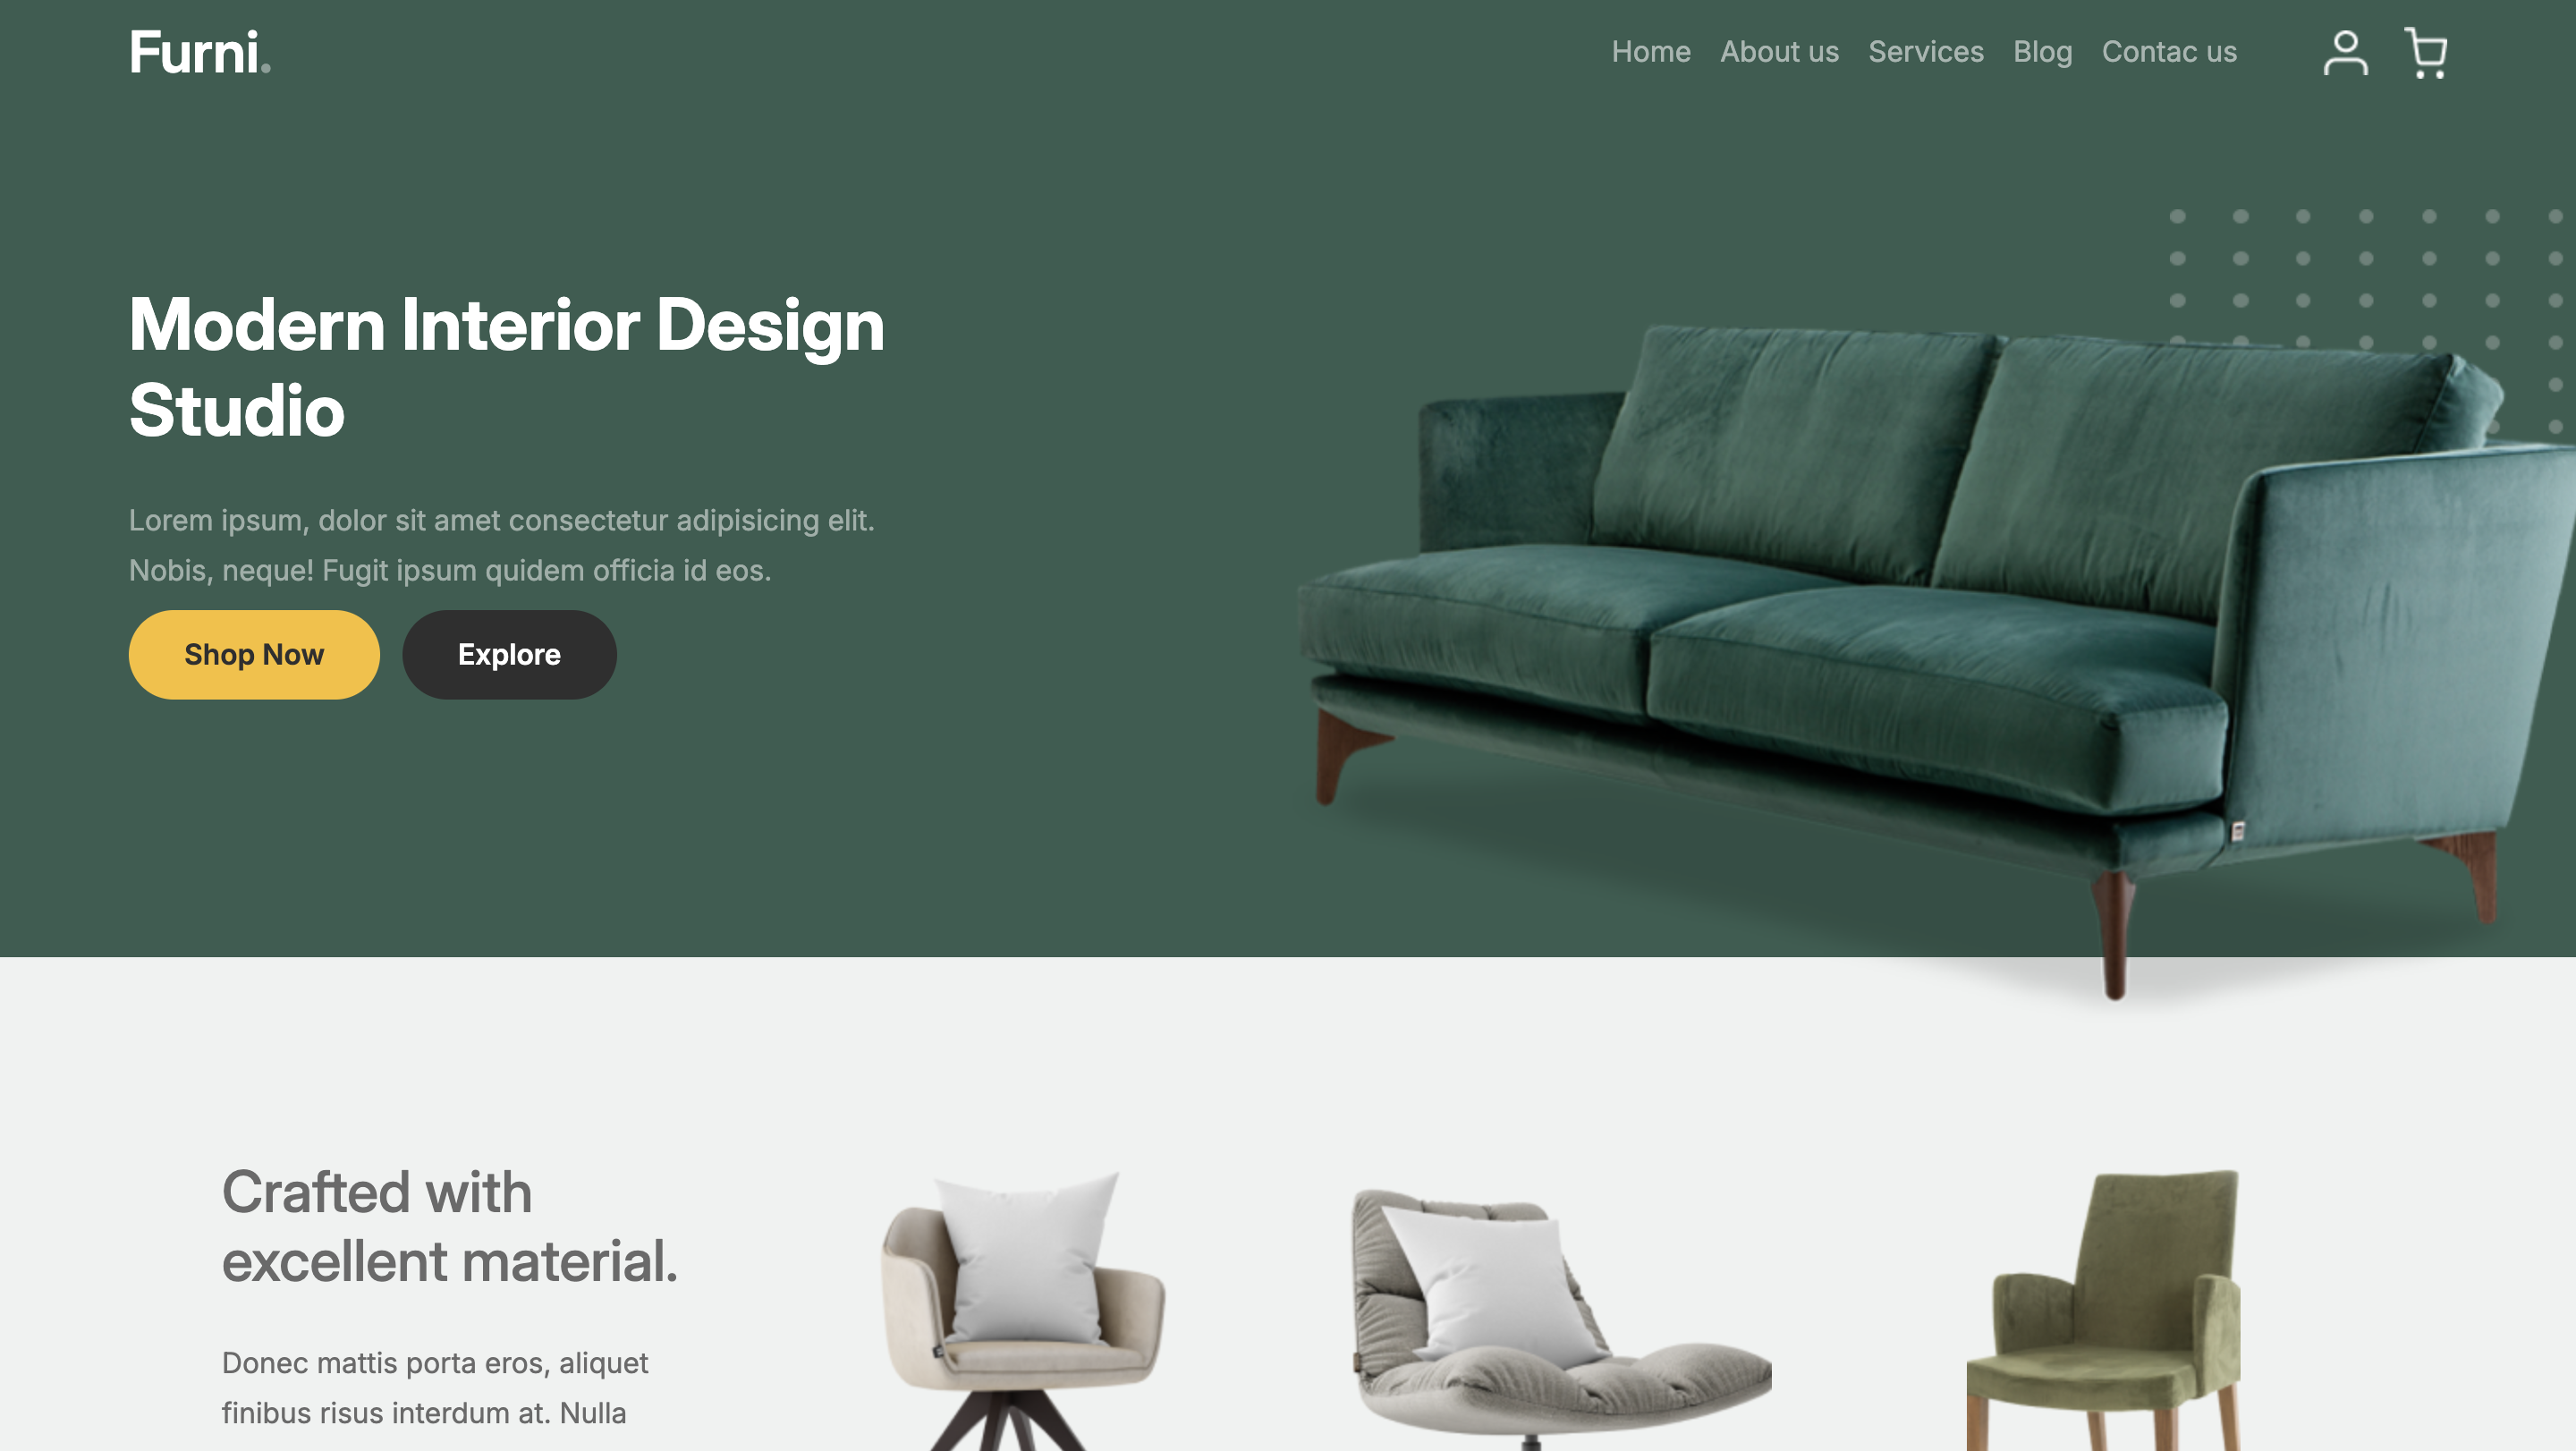 Furni.
Home About us Services Blog Contac us
Modern Interior Design
Studio
Lorem ipsum, dolor sit amet consectetur adipisicing elit.
Nobis, neque! Fugit ipsum quidem officia id eos.
Shop Now Explore
Crafted with
excellent material.
Donec mattis porta eros, aliquet
finibus risus interdum at. Nulla